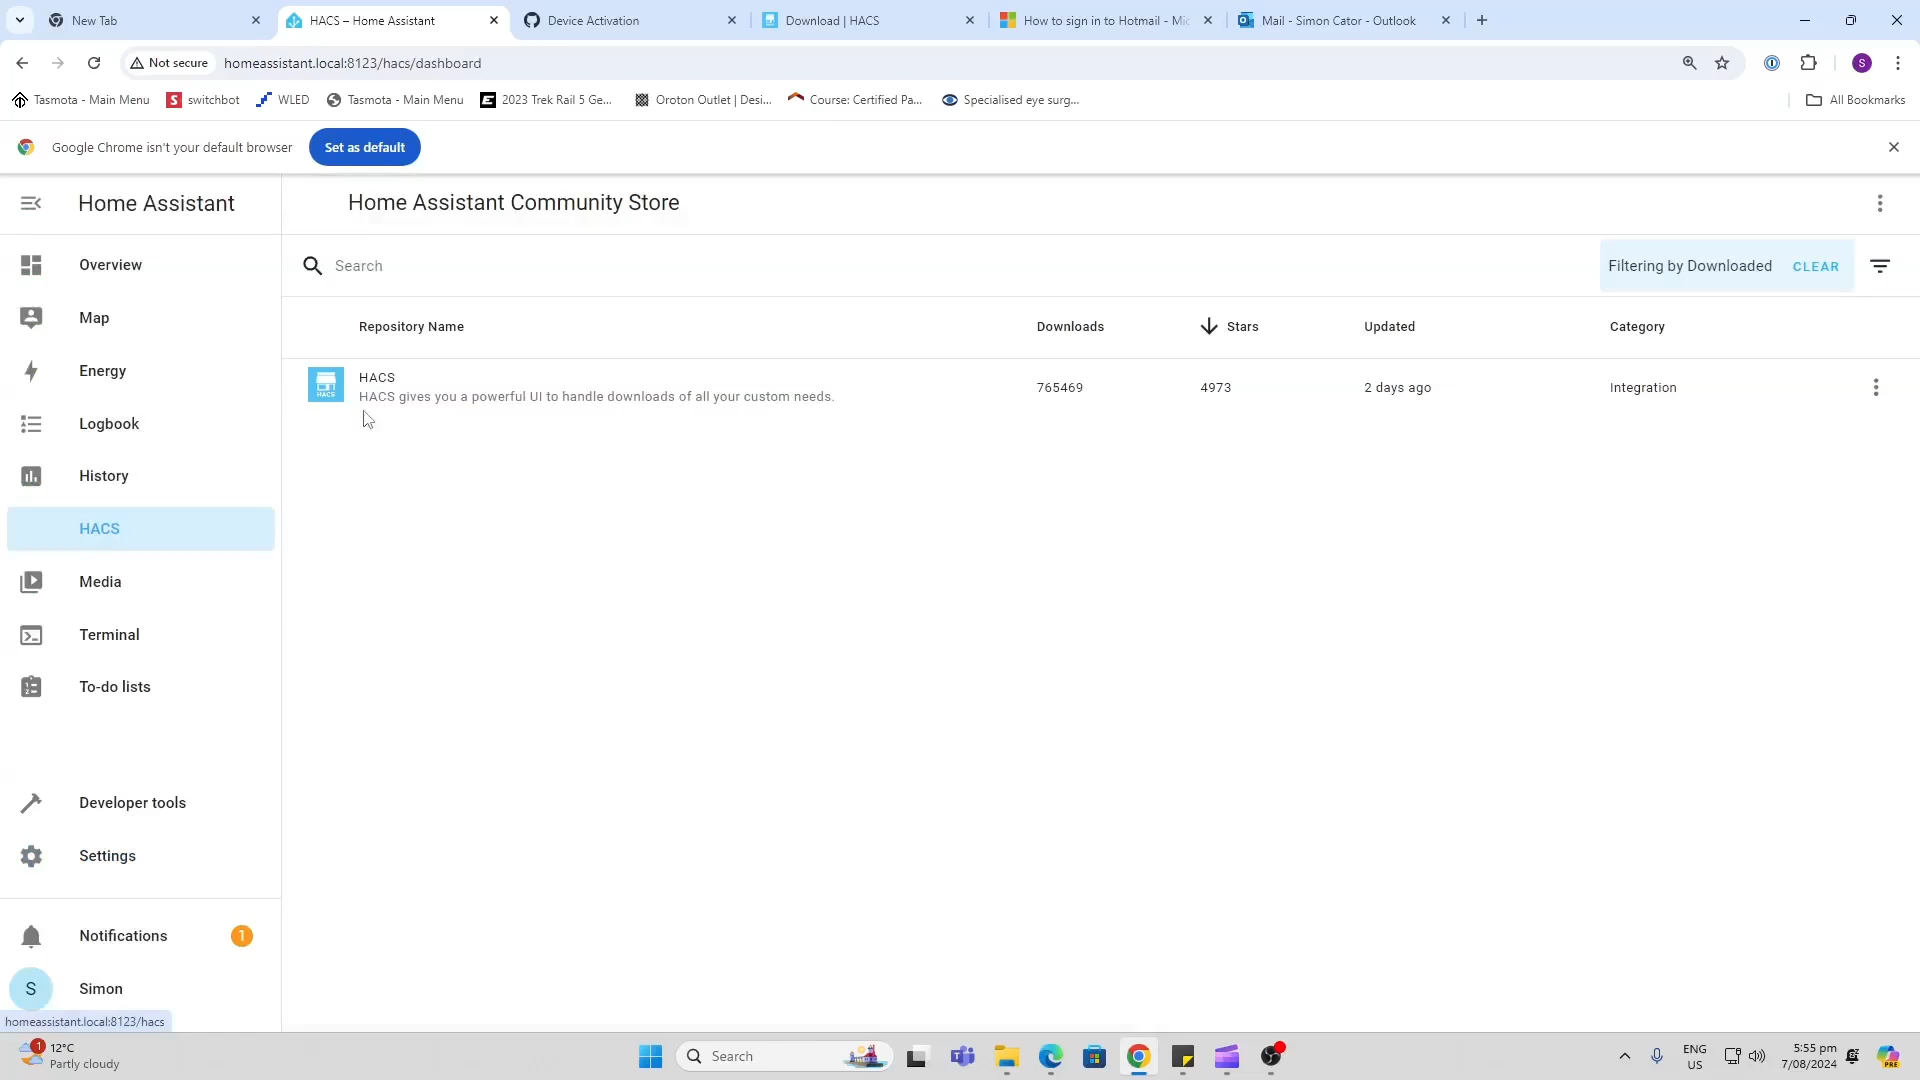 New Tab
HACS – Home Assistant
Device Activation
Download | HACS
How to sign in to Hotmail - Mic
Mail - Simon Cator - Outlook
Not secure
homeassistant.local:8123/hacs/dashboard
S
Tasmota - Main Menu
switchbot
WLED
Tasmota - Main Menu
2023 Trek Rail 5 Ge...
Oroton Outlet | Desi...
Course: Certified Pa...
Specialised eye surg...
All Bookmarks
Google Chrome isn't your default browser
Set as default
Home Assistant
Home Assistant Community Store
Overview
Search
Filtering by Downloaded
CLEAR
Map
Repository Name
Downloads
Stars
Updated
Category
Energy
HACS
HACS
HACS gives you a powerful UI to handle downloads of all your custom needs.
765469
4973
2 days ago
Integration
Logbook
History
HACS
Media
Terminal
To-do lists
Developer tools
Settings
Notifications
1
S
Simon
homeassistant.local:8123/hacs
1
12°C
Partly cloudy
Search
ENG
US
5:55 pm
7/08/2024
PRE